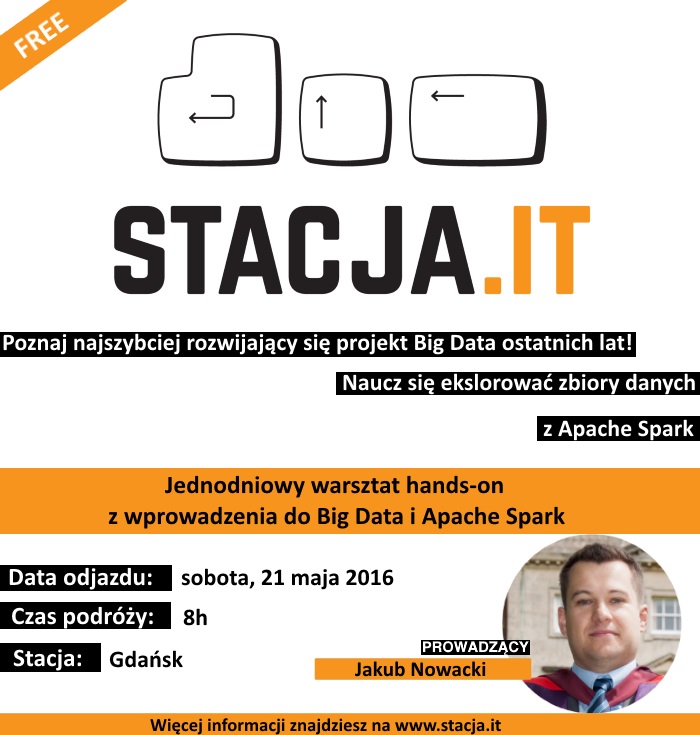 FREE
STACJA.IT
Poznaj najszybciej rozwijający się projekt Big Data ostatnich lat!
Naucz się ekslorować zbiory danych
z Apache Spark
Jednodniowy warsztat hands-on
z wprowadzenia do Big Data i Apache Spark
Data odjazdu: sobota, 21 maja 2016
Czas podróży: 8h
Stacja: Gdańsk
PROWADZĄCY
Jakub Nowacki
Więcej informacji znajdziesz na www.stacja.it